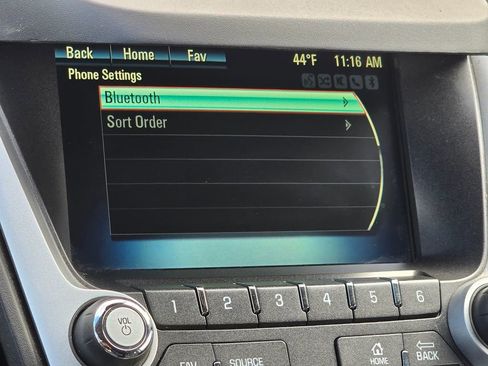 Back Home Fav 44°F 11:16 AM
Phone Settings
Bluetooth
Sort Order
1 2 3 4 5 6
VOL
FAV SOURCE HOME BACK